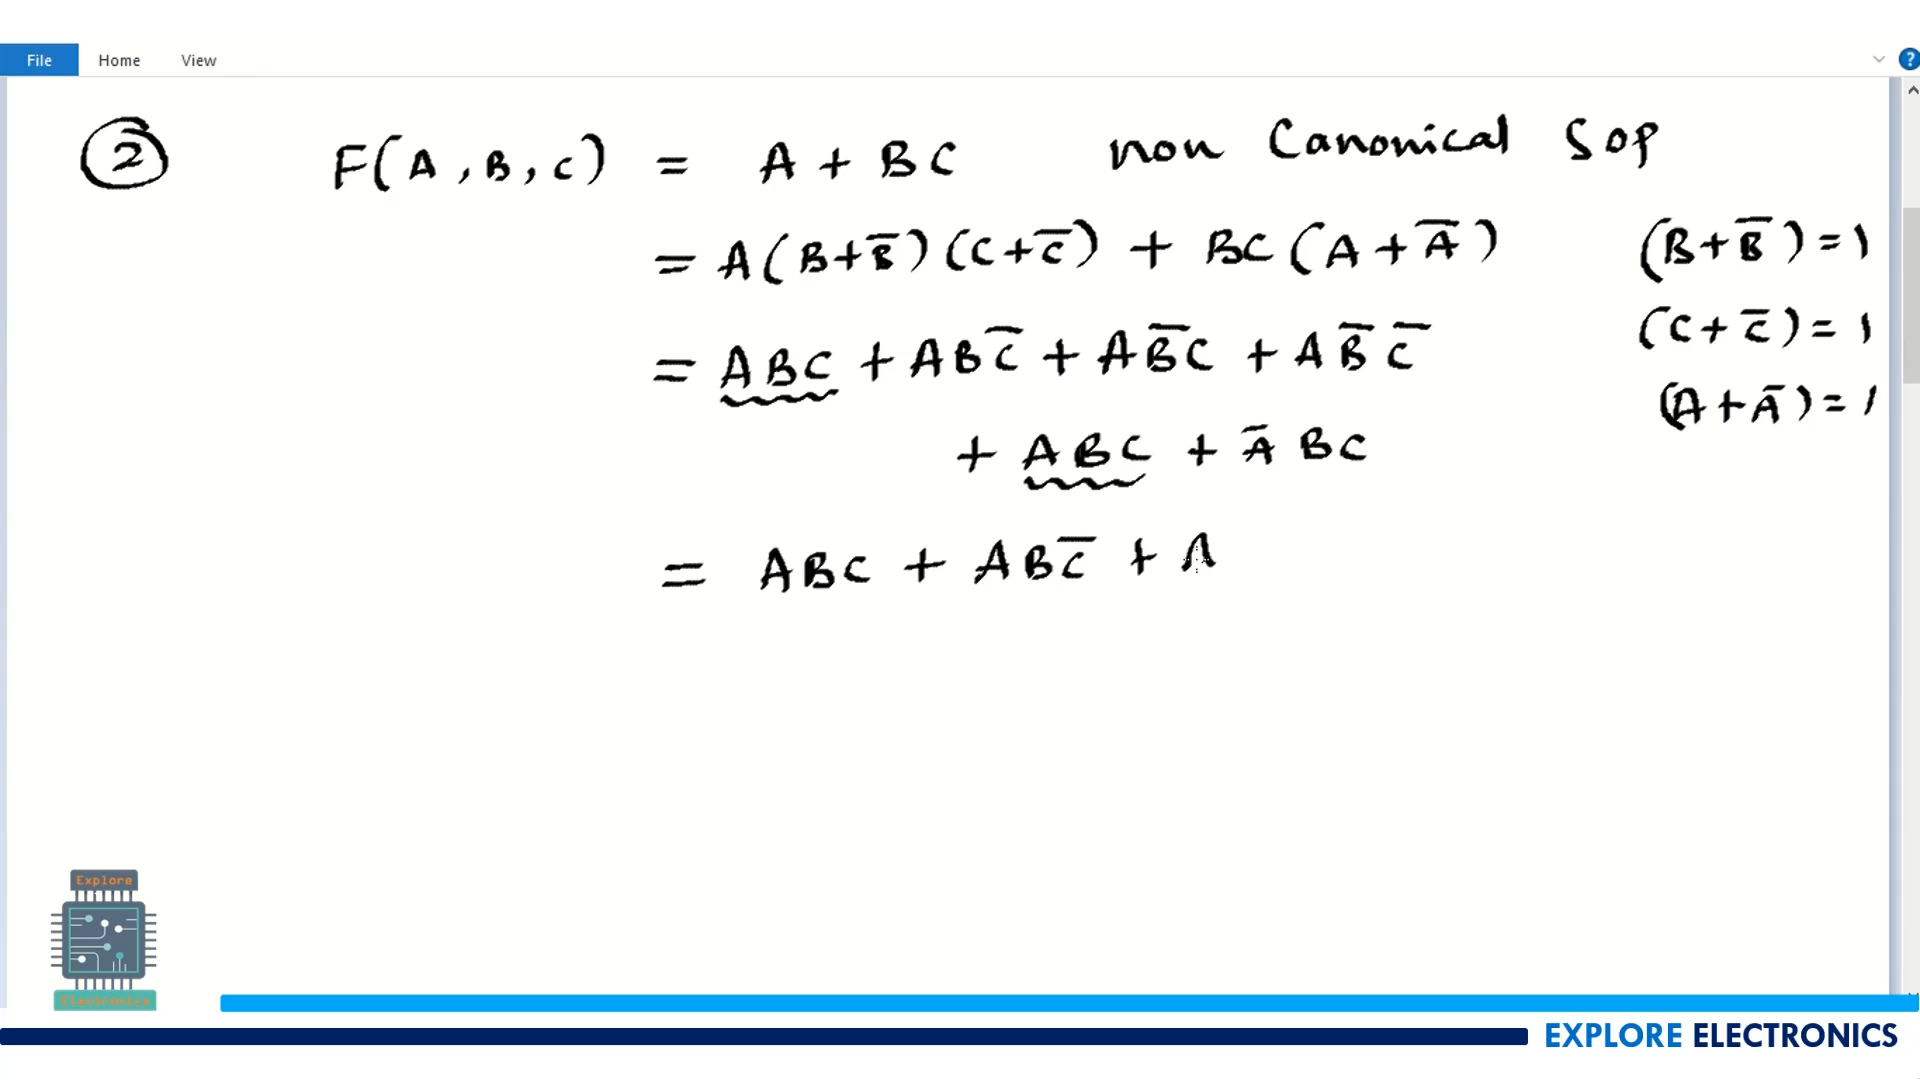 File Home View ?
② F(A,B,C) = A + BC non Canonical Sop
= A(B+B̅)(C+C̅) + BC(A+A̅) (B+B̅)=1
= ABC + ABC̅ + AB̅C + AB̅C̅ (C+C̅)=1
+ ABC + A̅BC (A+A̅)=1
= ABC + ABC̅ + A
Explore
Electronics
EXPLORE ELECTRONICS